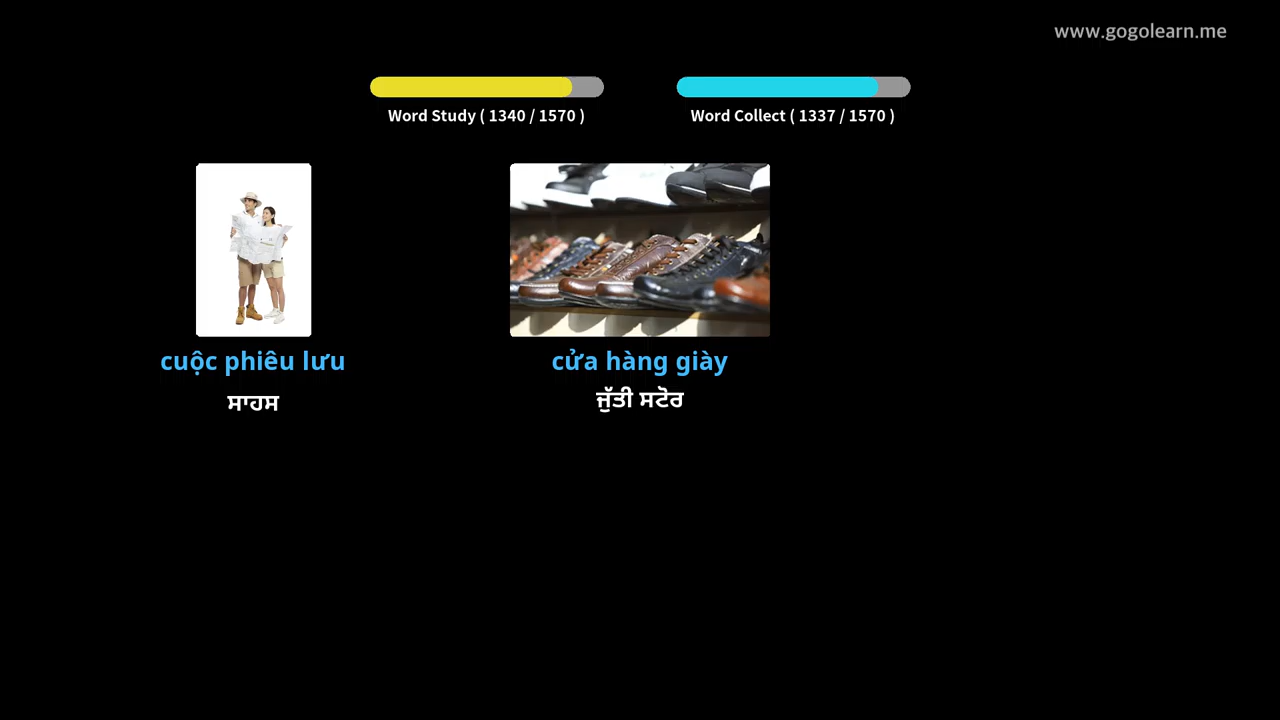 www.gogolearn.me
Word Study ( 1340 / 1570 )
Word Collect ( 1337 / 1570 )
cuộc phiêu lưu
ਸਾਹਸ
cửa hàng giày
ਜੁੱਤੀ ਸਟੋਰ